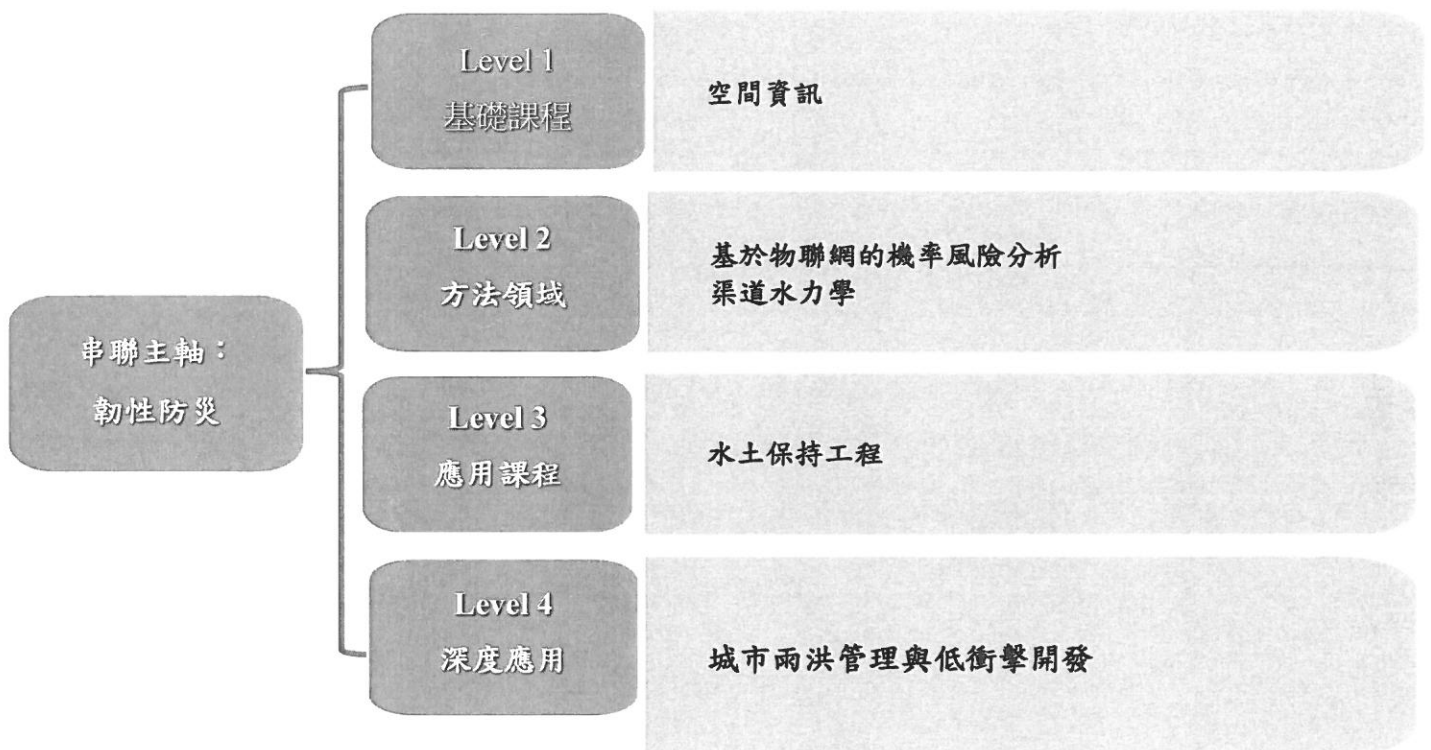 串聯主軸：
韌性防災
Level 1
基礎課程
空間資訊
Level 2
方法領域
基於物聯網的機率風險分析
渠道水力學
Level 3
應用課程
水土保持工程
Level 4
深度應用
城市雨洪管理與低衝擊開發